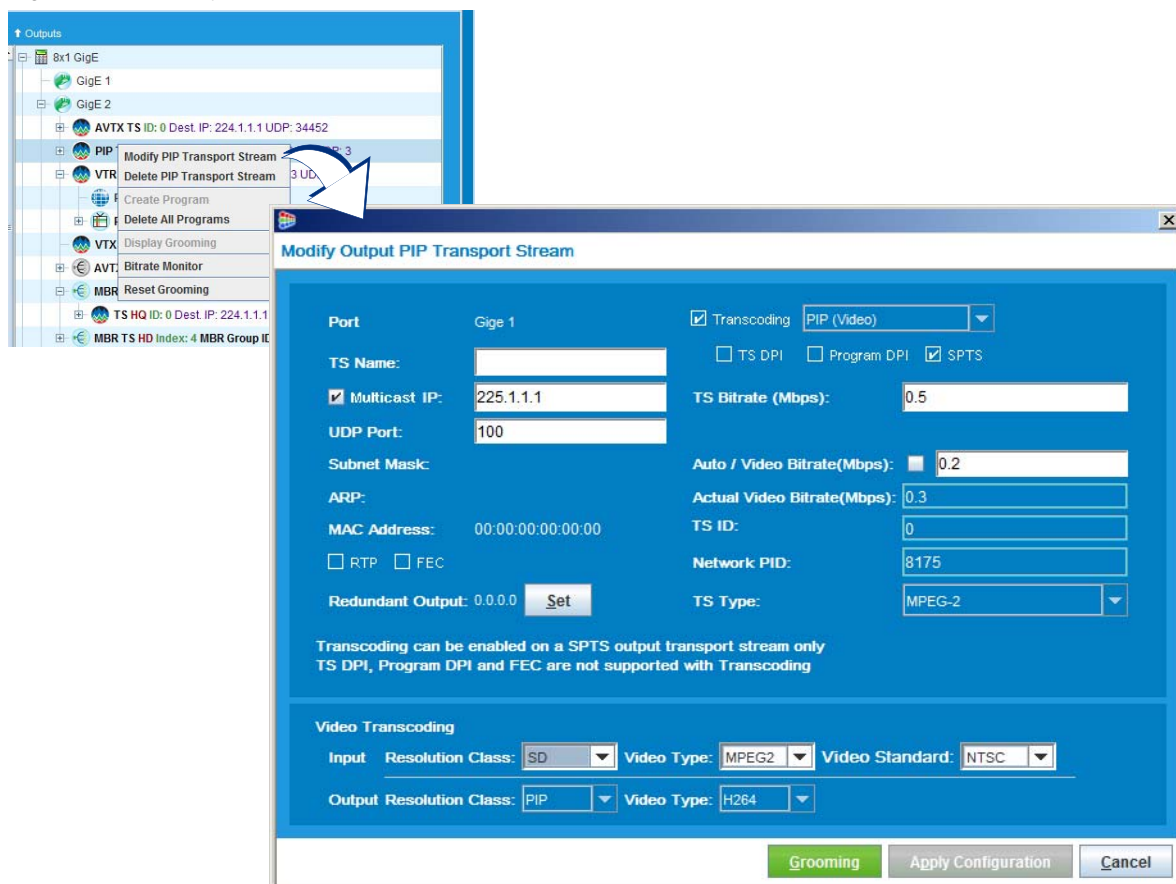 Outputs
8x1 GigE
GigE 1
GigE 2
AVTX TS ID: 0 Dest. IP: 224.1.1.1 UDP: 34452
PIP
Modify PIP Transport Stream
Delete PIP Transport Stream
Create Program
Delete All Programs
Display Grooming
Bitrate Monitor
Reset Grooming
3
VTR
3 UD
VTX
AVT
MBR
TS HQ ID: 0 Dest. IP: 224.1.1.1
MBR TS HD Index: 4 MBR Group
Modify Output PIP Transport Stream
Port Gige 1
TS Name:
Multicast IP: 225.1.1.1
UDP Port: 100
Subnet Mask:
ARP:
MAC Address: 00:00:00:00:00:00
RTP FEC
Redundant Output: 0.0.0.0 Set
Transcoding PIP (Video)
TS DPI Program DPI SPTS
TS Bitrate (Mbps): 0.5
Auto / Video Bitrate(Mbps): 0.2
Actual Video Bitrate(Mbps): 0.3
TS ID: 0
Network PID: 8175
TS Type: MPEG-2
Transcoding can be enabled on a SPTS output transport stream only
TS DPI, Program DPI and FEC are not supported with Transcoding
Video Transcoding
Input Resolution Class: SD Video Type: MPEG2 Video Standard: NTSC
Output Resolution Class: PIP Video Type: H264
Grooming Apply Configuration Cancel